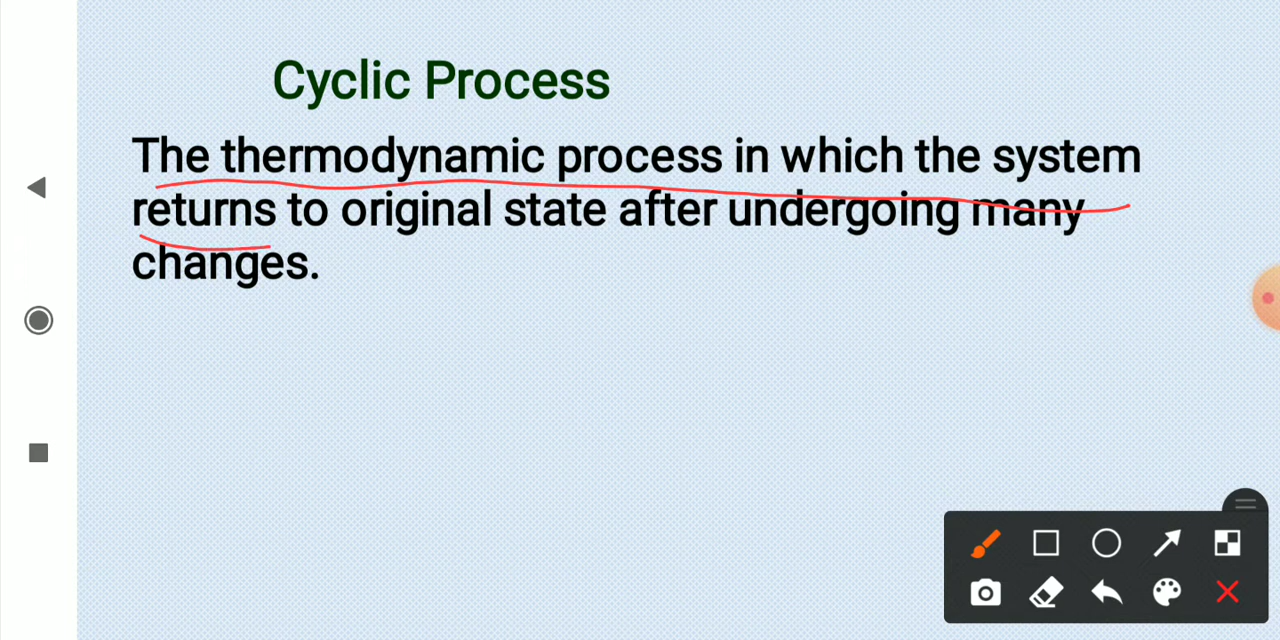 Cyclic Process
The thermodynamic process in which the system
returns to original state after undergoing many
changes.